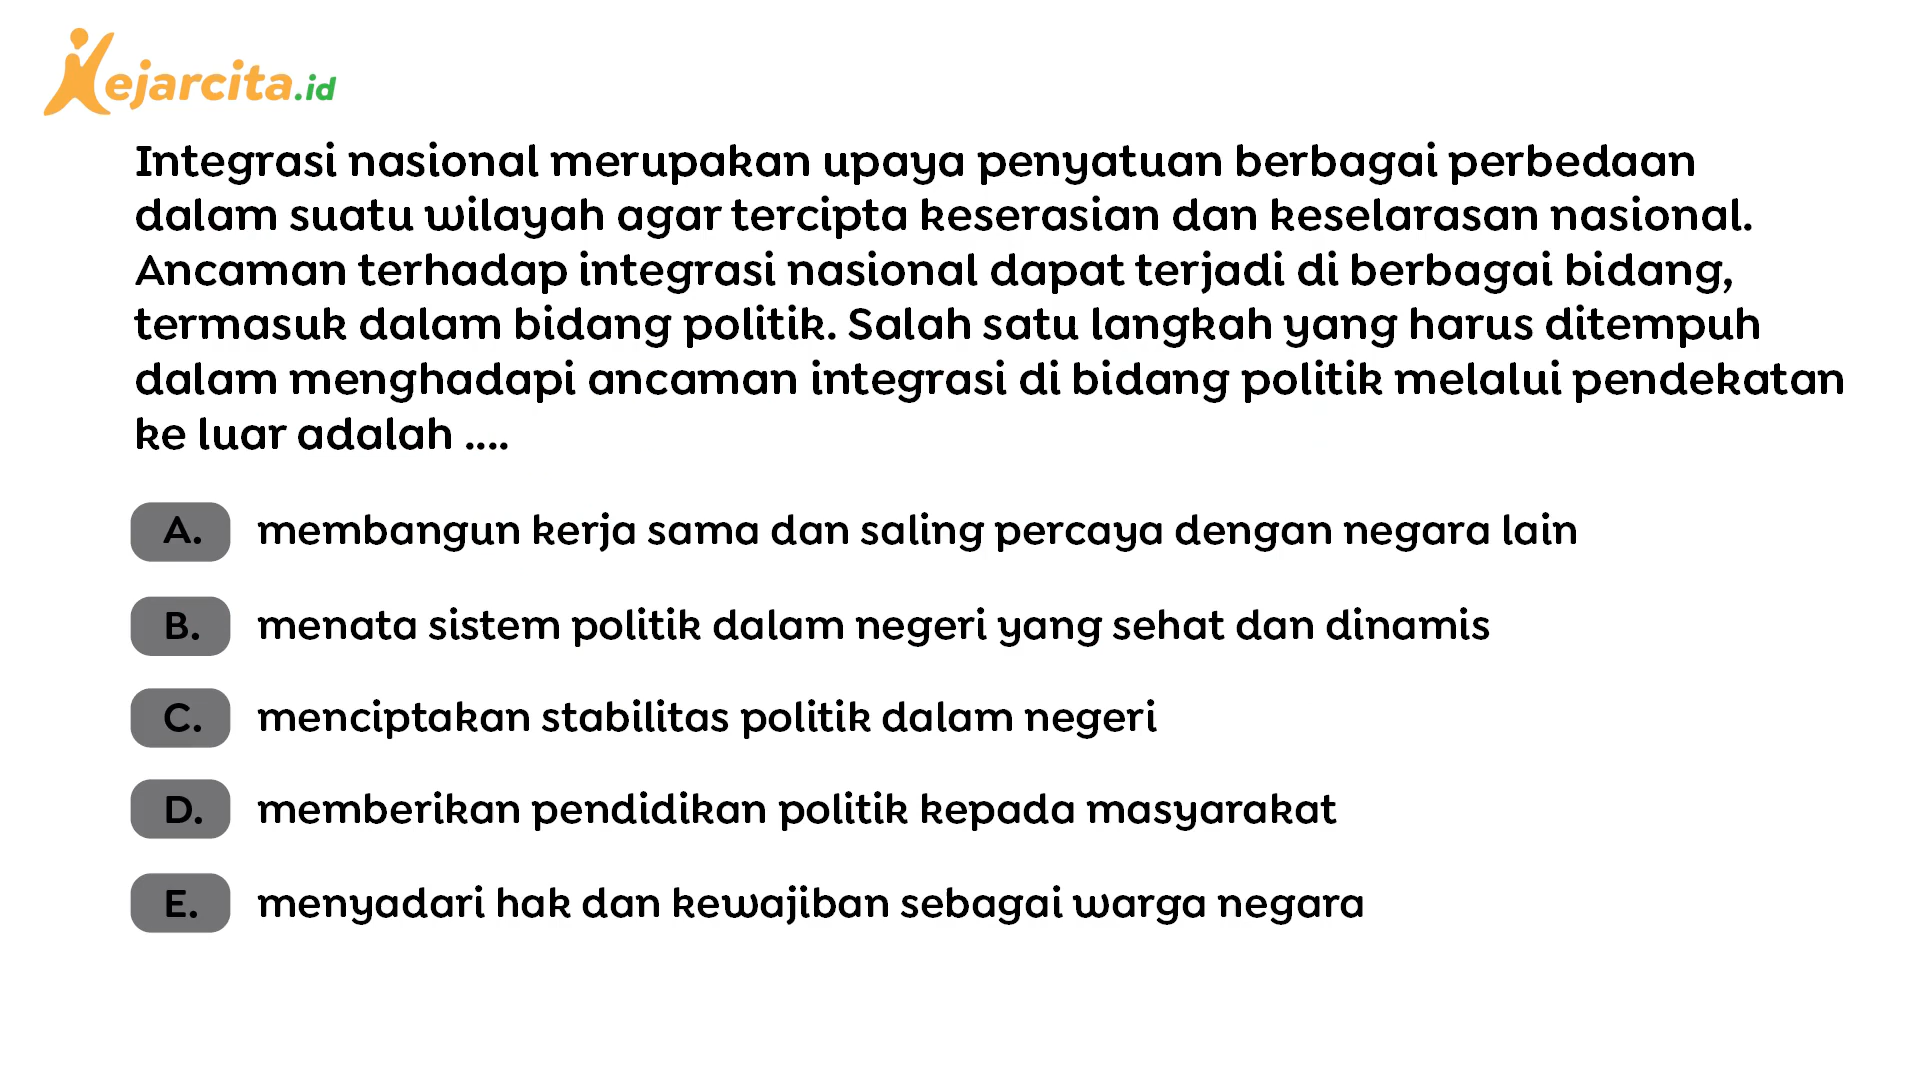 Kejarcita.id
Integrasi nasional merupakan upaya penyatuan berbagai perbedaan
dalam suatu wilayah agar tercipta keserasian dan keselarasan nasional.
Ancaman terhadap integrasi nasional dapat terjadi di berbagai bidang,
termasuk dalam bidang politik. Salah satu langkah yang harus ditempuh
dalam menghadapi ancaman integrasi di bidang politik melalui pendekatan
ke luar adalah ....
A. membangun kerja sama dan saling percaya dengan negara lain
B. menata sistem politik dalam negeri yang sehat dan dinamis
C. menciptakan stabilitas politik dalam negeri
D. memberikan pendidikan politik kepada masyarakat
E. menyadari hak dan kewajiban sebagai warga negara